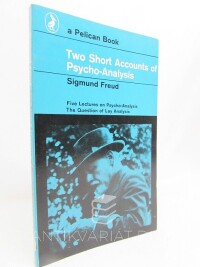 a Pelican Book
Two Short Accounts of
Psycho-Analysis
Sigmund Freud
Five Lectures on Psycho-Analysis
The Question of Lay Analysis